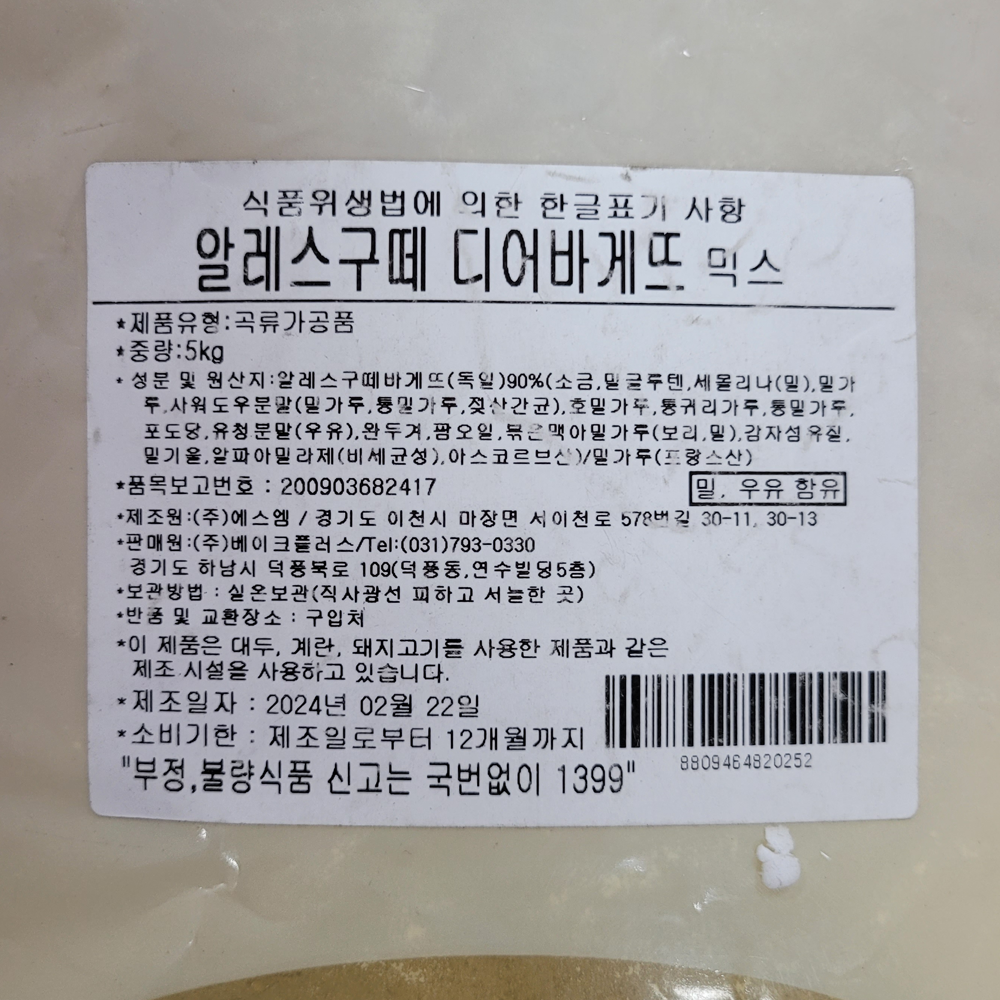 식품위생법에 의한 한글표기 사항
알레스구떼 디어바게뜨 믹스
*제품유형:곡류가공품
*중량:5kg
*성분 및 원산지:알레스구떼바게뜨(독일)90%(소금,밀글루텐,세몰리나(밀),밀가
루,사워도우분말(밀가루,통밀가루,젖산간균),호밀가루,통귀리가루,통밀가루,
포도당,유청분말(우유),완두겨,팜오일,볶은맥아밀가루(보리,밀),감자섬유질,
밀기울,알파아밀라제(비세균성),아스코르브산)/밀가루(프랑스산)
*품목보고번호 : 200903682417
밀, 우유 함유
*제조원:(주)에스엠 / 경기도 이천시 마장면 서이천로 578번길 30-11, 30-13
*판매원:(주)베이크플러스/Tel:(031)793-0330
경기도 하남시 덕풍북로 109(덕풍동,연수빌딩5층)
*보관방법 : 실온보관(직사광선 피하고 서늘한 곳)
*반품 및 교환장소 : 구입처
*이 제품은 대두, 계란, 돼지고기를 사용한 제품과 같은
제조 시설을 사용하고 있습니다.
*제조일자 : 2024년 02월 22일
*소비기한 : 제조일로부터 12개월까지
8809464820252
"부정,불량식품 신고는 국번없이 1399"